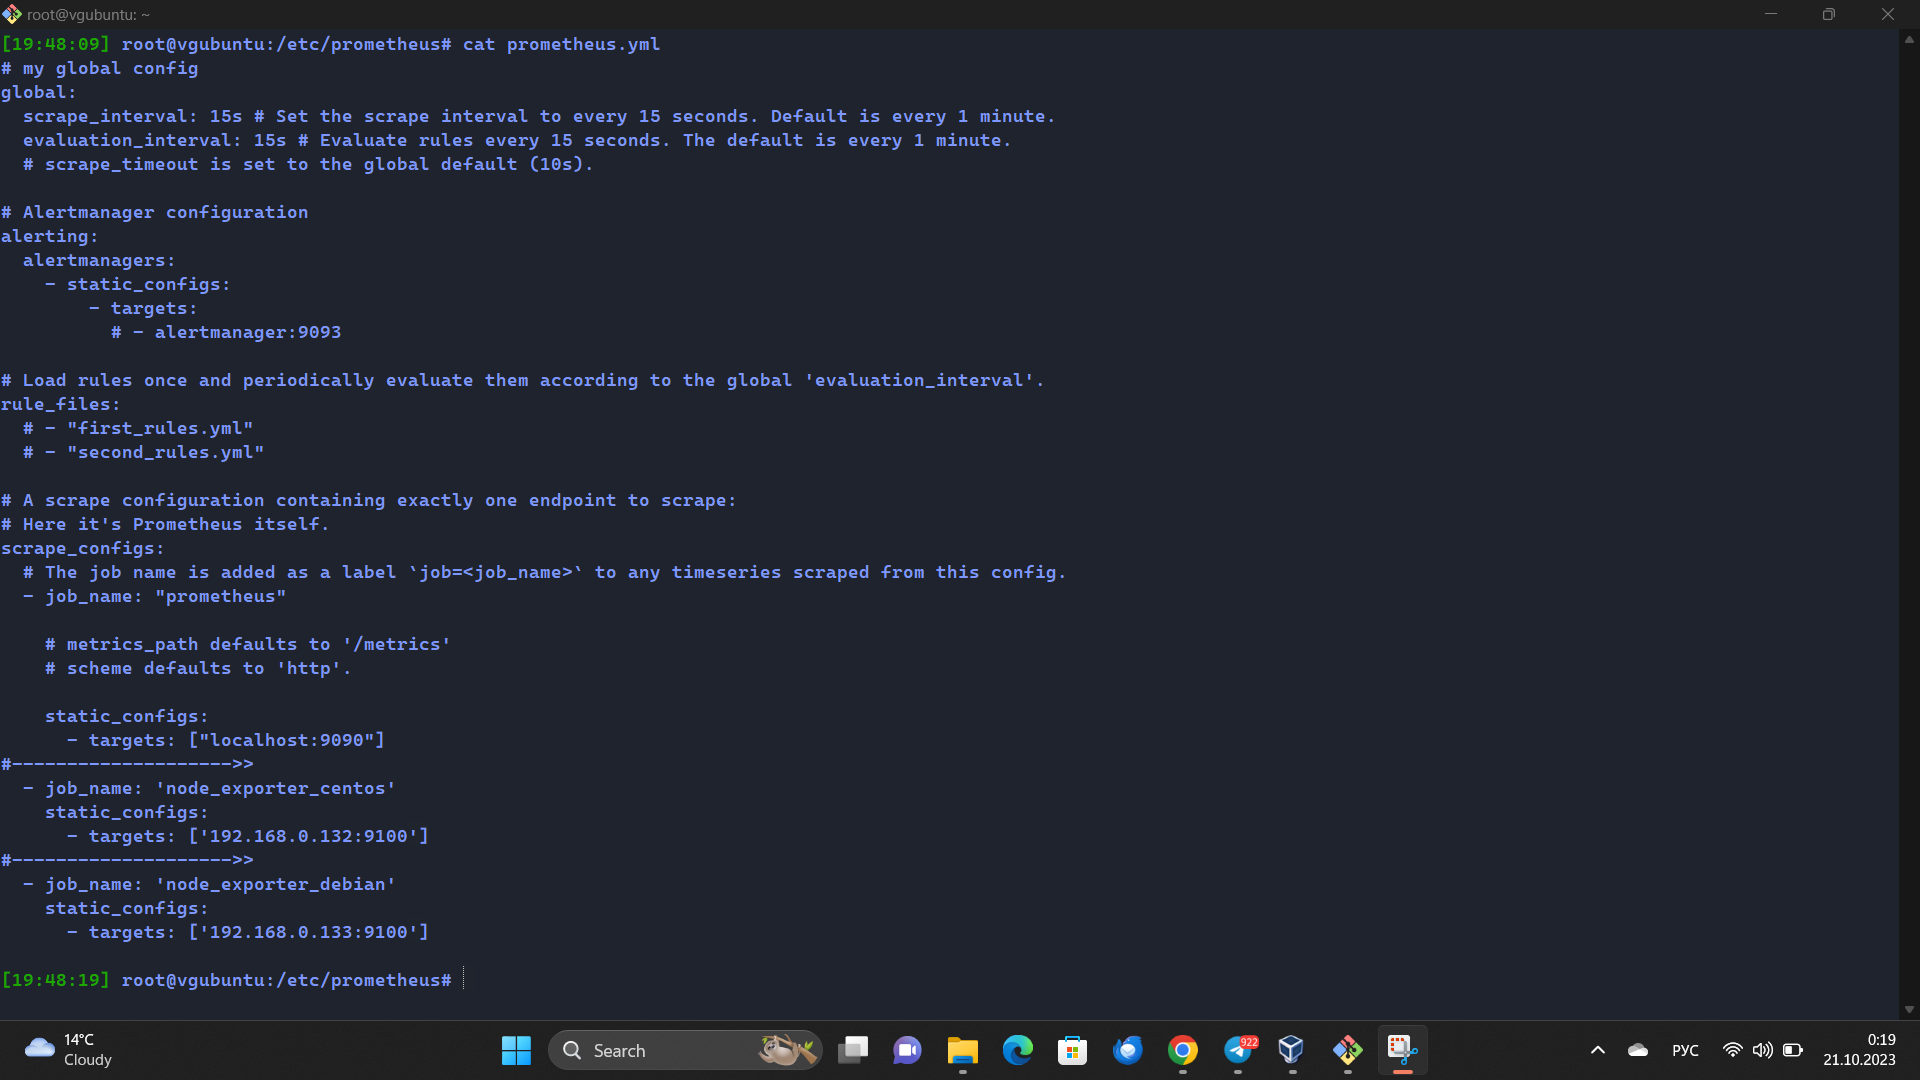 root@vgubuntu: ~
[19:48:09] root@vgubuntu:/etc/prometheus# cat prometheus.yml
# my global config
global:
  scrape_interval: 15s # Set the scrape interval to every 15 seconds. Default is every 1 minute.
  evaluation_interval: 15s # Evaluate rules every 15 seconds. The default is every 1 minute.
  # scrape_timeout is set to the global default (10s).

# Alertmanager configuration
alerting:
  alertmanagers:
    - static_configs:
        - targets:
          # - alertmanager:9093

# Load rules once and periodically evaluate them according to the global 'evaluation_interval'.
rule_files:
  # - "first_rules.yml"
  # - "second_rules.yml"

# A scrape configuration containing exactly one endpoint to scrape:
# Here it's Prometheus itself.
scrape_configs:
  # The job name is added as a label `job=<job_name>` to any timeseries scraped from this config.
  - job_name: "prometheus"

    # metrics_path defaults to '/metrics'
    # scheme defaults to 'http'.

    static_configs:
      - targets: ["localhost:9090"]
#-------------------->>
  - job_name: 'node_exporter_centos'
    static_configs:
      - targets: ['192.168.0.132:9100']
#-------------------->>
  - job_name: 'node_exporter_debian'
    static_configs:
      - targets: ['192.168.0.133:9100']

[19:48:19] root@vgubuntu:/etc/prometheus#
14°C
Cloudy
Search
922
РУС
0:19
21.10.2023